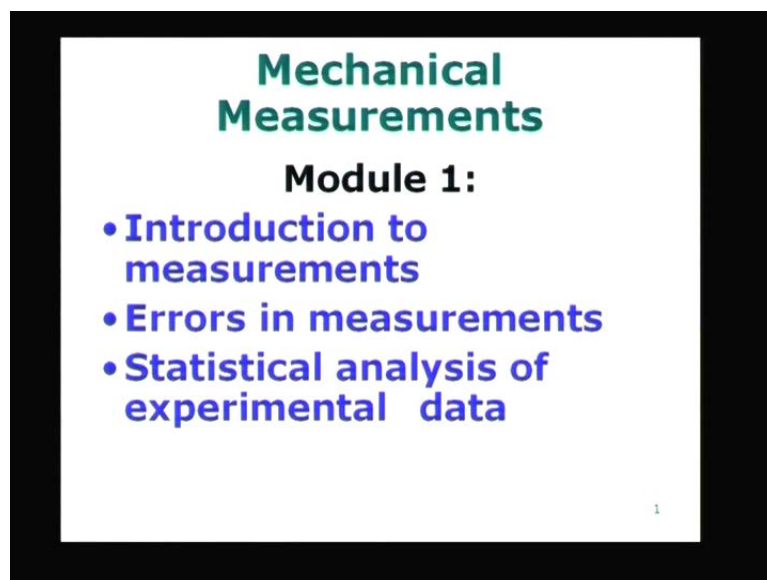 Mechanical
Measurements
Module 1:
•Introduction to
measurements
•Errors in measurements
•Statistical analysis of
experimental data
1